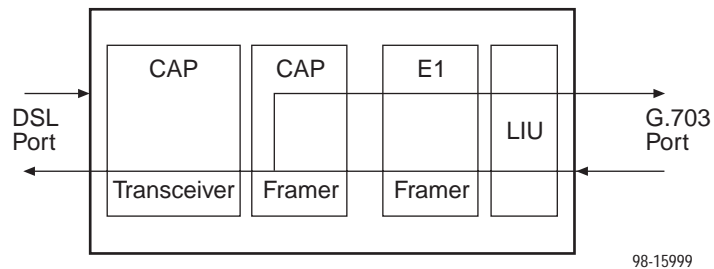 CAP
Transceiver
CAP
Framer
E1
Framer
LIU
DSL
Port
G.703
Port
98-15999